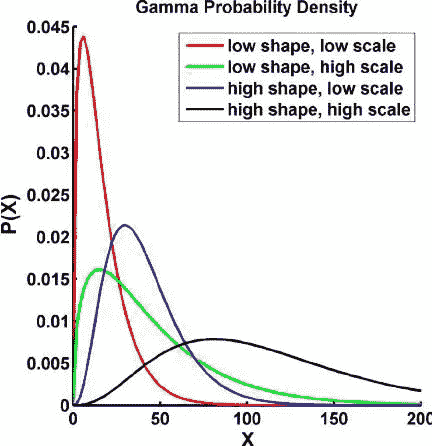 Gamma Probability Density
low shape, low scale
low shape, high scale
high shape, low scale
high shape, high scale
0.045
0.04
0.035
0.03
0.025
0.02
0.015
0.01
0.005
0
P(X)
0 50 100 150 200
X